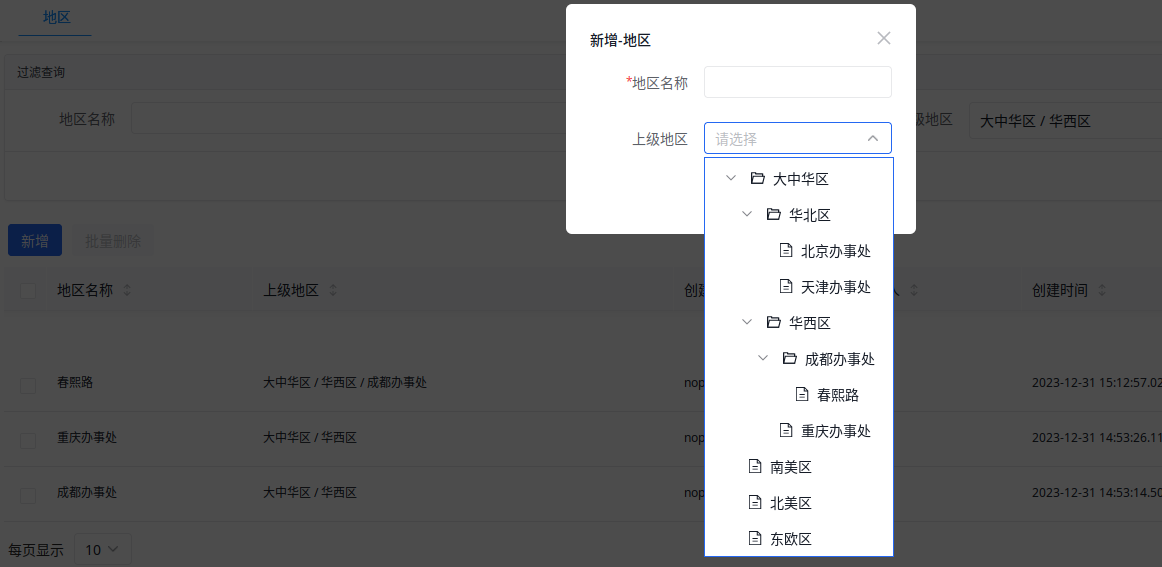 地区
过滤查询
地区名称
级地区
大中华区 / 华西区
新增
批量删除
地区名称
上级地区
创建
人
创建时间
春熙路
大中华区 / 华西区 / 成都办事处
nop
2023-12-31 15:12:57.02
重庆办事处
大中华区 / 华西区
nop
2023-12-31 14:53:26.11
成都办事处
大中华区 / 华西区
nop
2023-12-31 14:53:14.50
每页显示
10
新增-地区
*地区名称
上级地区
请选择
大中华区
华北区
北京办事处
天津办事处
华西区
成都办事处
春熙路
重庆办事处
南美区
北美区
东欧区